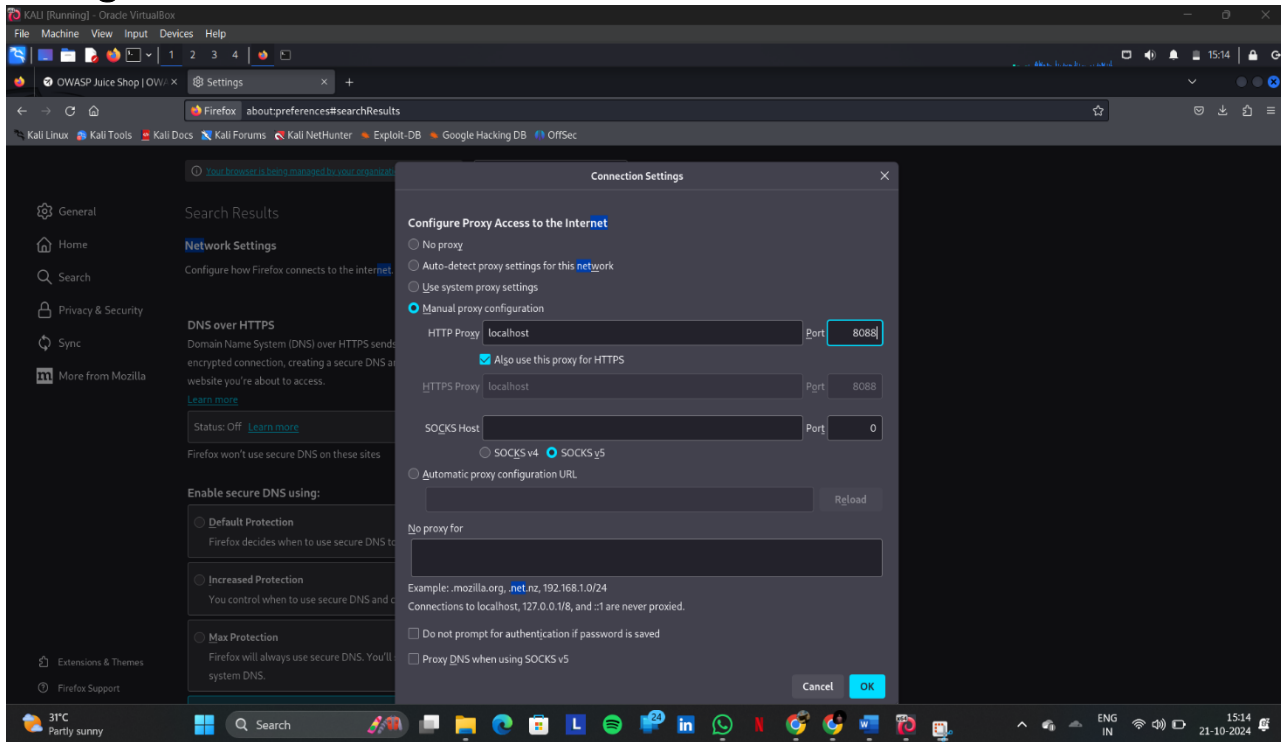 KALI [Running] - Oracle VirtualBox
File Machine View Input Devices Help
1 2 3 4 15:14
OWASP Juice Shop | OWA Settings
Firefox about:preferences#searchResults
Kali Linux Kali Tools Kali Docs Kali Forums Kali NetHunter Exploit-DB Google Hacking DB OffSec
Your browser is being managed by your organizati
Connection Settings
General
Search Results
Home
Network Settings
Configure how Firefox connects to the internet.
Search
Privacy & Security
DNS over HTTPS
Domain Name System (DNS) over HTTPS sends
encrypted connection, creating a secure DNS a
website you're about to access.
Learn more
Sync
More from Mozilla
Status: Off Learn more
Firefox won't use secure DNS on these sites
Enable secure DNS using:
Default Protection
Firefox decides when to use secure DNS to
Increased Protection
You control when to use secure DNS and c
Max Protection
Firefox will always use secure DNS. You'll
system DNS.
Extensions & Themes
Firefox Support
Configure Proxy Access to the Internet
No proxy
Auto-detect proxy settings for this network
Use system proxy settings
Manual proxy configuration
HTTP Proxy localhost Port 8088
Also use this proxy for HTTPS
HTTPS Proxy localhost Port 8088
SOCKS Host Port 0
SOCKS v4 SOCKS v5
Automatic proxy configuration URL
Reload
No proxy for
Example: .mozilla.org, .net.nz, 192.168.1.0/24
Connections to localhost, 127.0.0.1/8, and ::1 are never proxied.
Do not prompt for authentication if password is saved
Proxy DNS when using SOCKS v5
Cancel OK
31°C
Partly sunny
Search
L
24
in
N
ENG
IN
15:14
21-10-2024